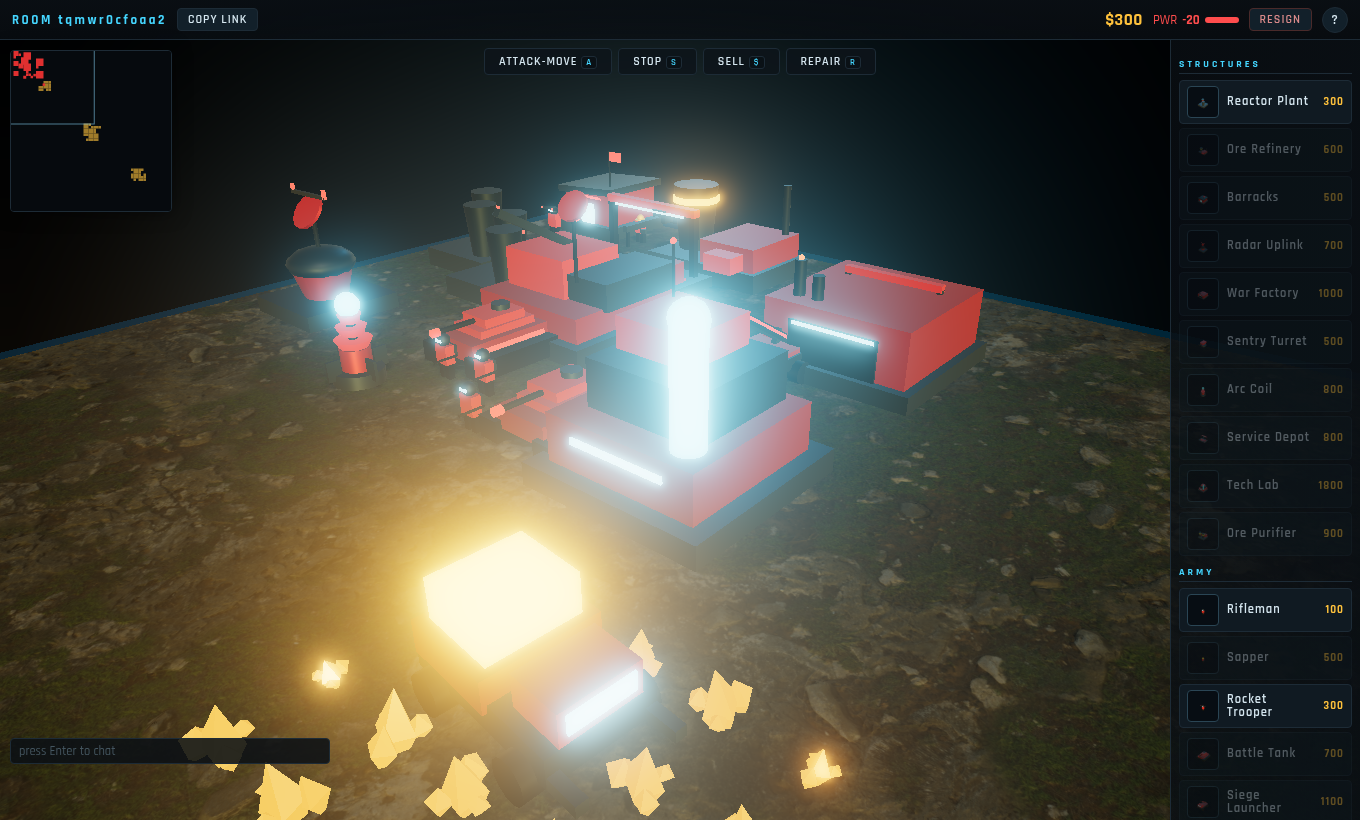 ROOM tqmwr0cfoaa2 COPY LINK $300 PWR -20 RESIGN ?
ATTACK-MOVE A STOP S SELL $ REPAIR R
STRUCTURES
Reactor Plant 300
Ore Refinery 600
Barracks 500
Radar Uplink 700
War Factory 1000
Sentry Turret 500
Arc Coil 800
Service Depot 800
Tech Lab 1800
Ore Purifier 900
ARMY
Rifleman 100
Sapper 500
Rocket
Trooper 300
press Enter to chat
Battle Tank 700
Siege
Launcher 1100